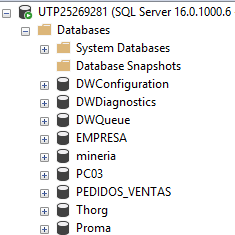 UTP25269281 (SQL Server 16.0.1000.6
Databases
System Databases
Database Snapshots
DWConfiguration
DWDiagnostics
DWQueue
EMPRESA
mineria
PC03
PEDIDOS_VENTAS
Thorg
Proma